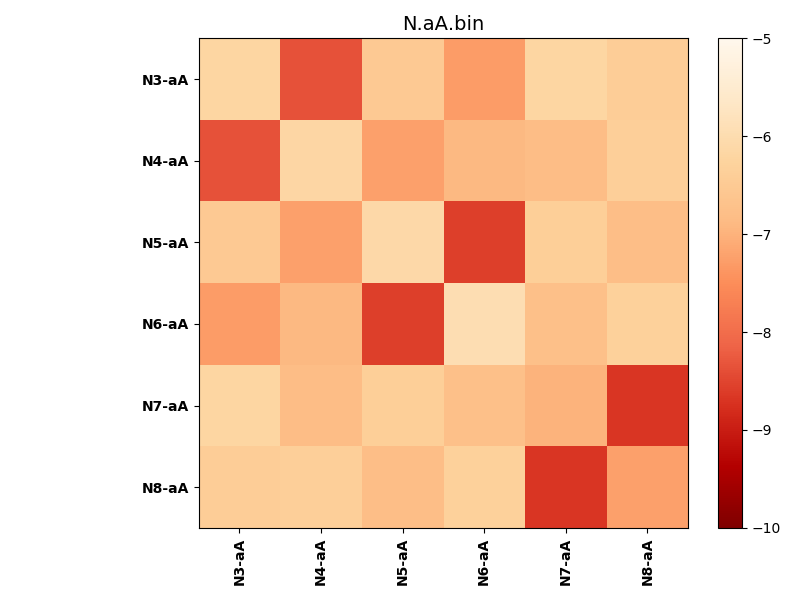 N.aA.bin
N3-aA
N4-aA
N5-aA
N6-aA
N7-aA
N8-aA
N3-aA
N4-aA
N5-aA
N6-aA
N7-aA
N8-aA
−5
−6
−7
−8
−9
−10